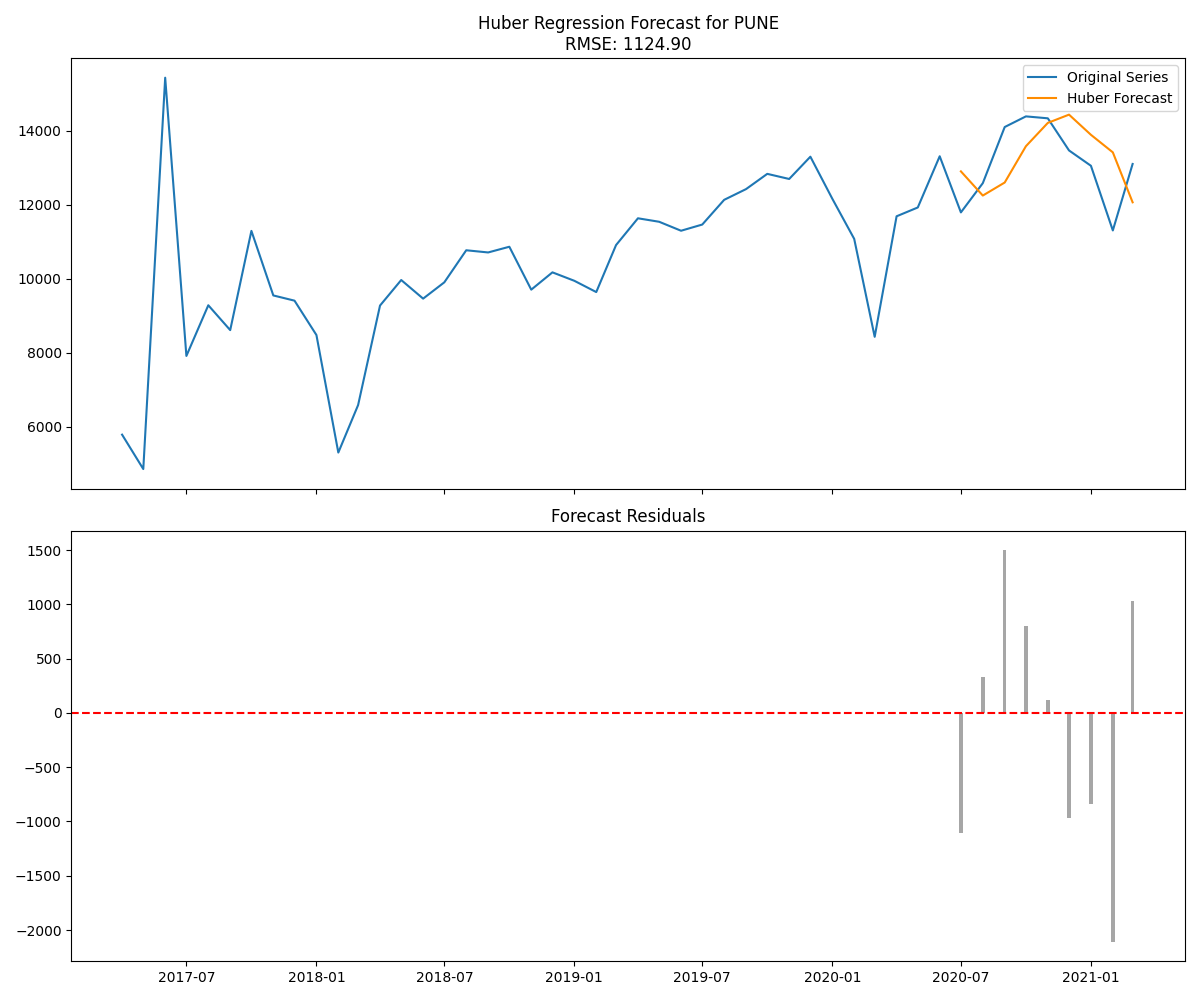 Huber Regression Forecast for PUNE
RMSE: 1124.90
Original Series
Huber Forecast
14000
12000
10000
8000
6000
Forecast Residuals
1500
1000
500
0
−500
−1000
−1500
−2000
2017-07 2018-01 2018-07 2019-01 2019-07 2020-01 2020-07 2021-01